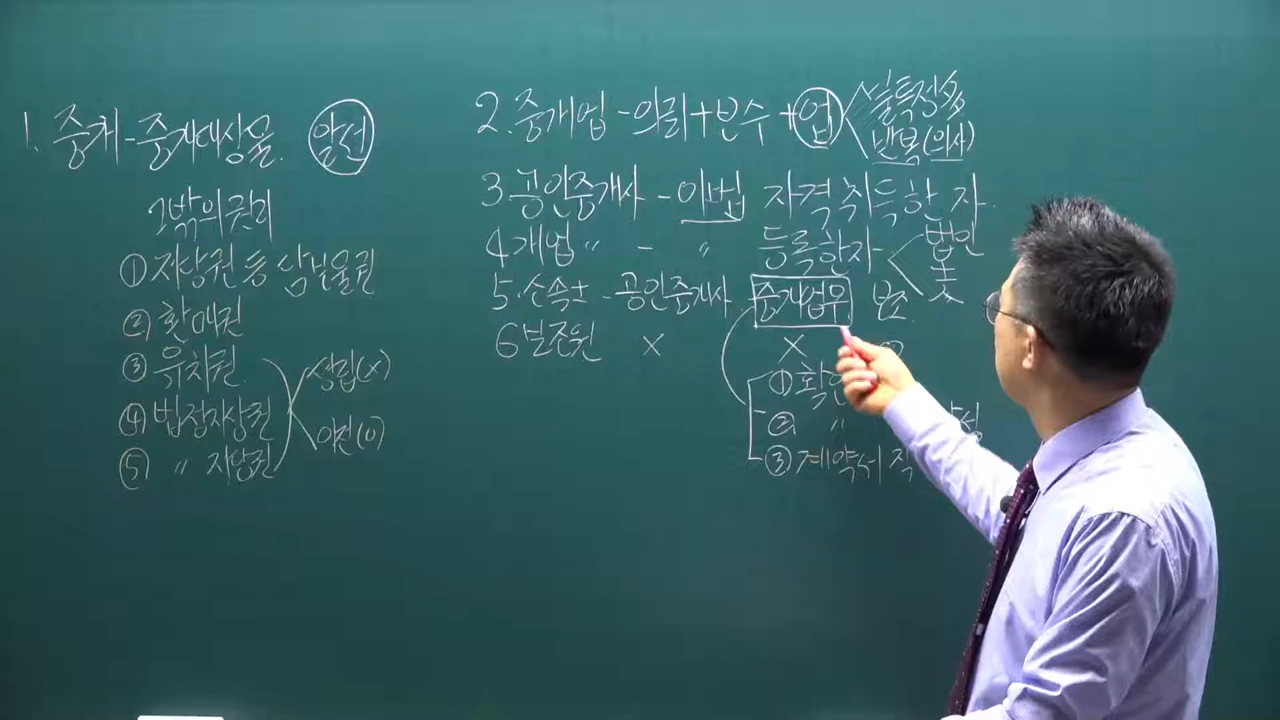 1. 중개-중개대상물. 알선
그밖의권리
① 저당권 등 담보물권
② 환매권
③ 유치권
④ 법정지상권
⑤ 〃 저당권
성립(x)
이전(o)
2. 중개업 - 의뢰+보수+업
불특정多
반복(의사)
3. 공인중개사 - 이법 자격취득한 자.
4 개업 〃 - 〃 등록한자
법인
5. 소속 - 공인중개사 중개업무 보조
6 보조원 x x
① 확인
② 〃
③ 계약서 작